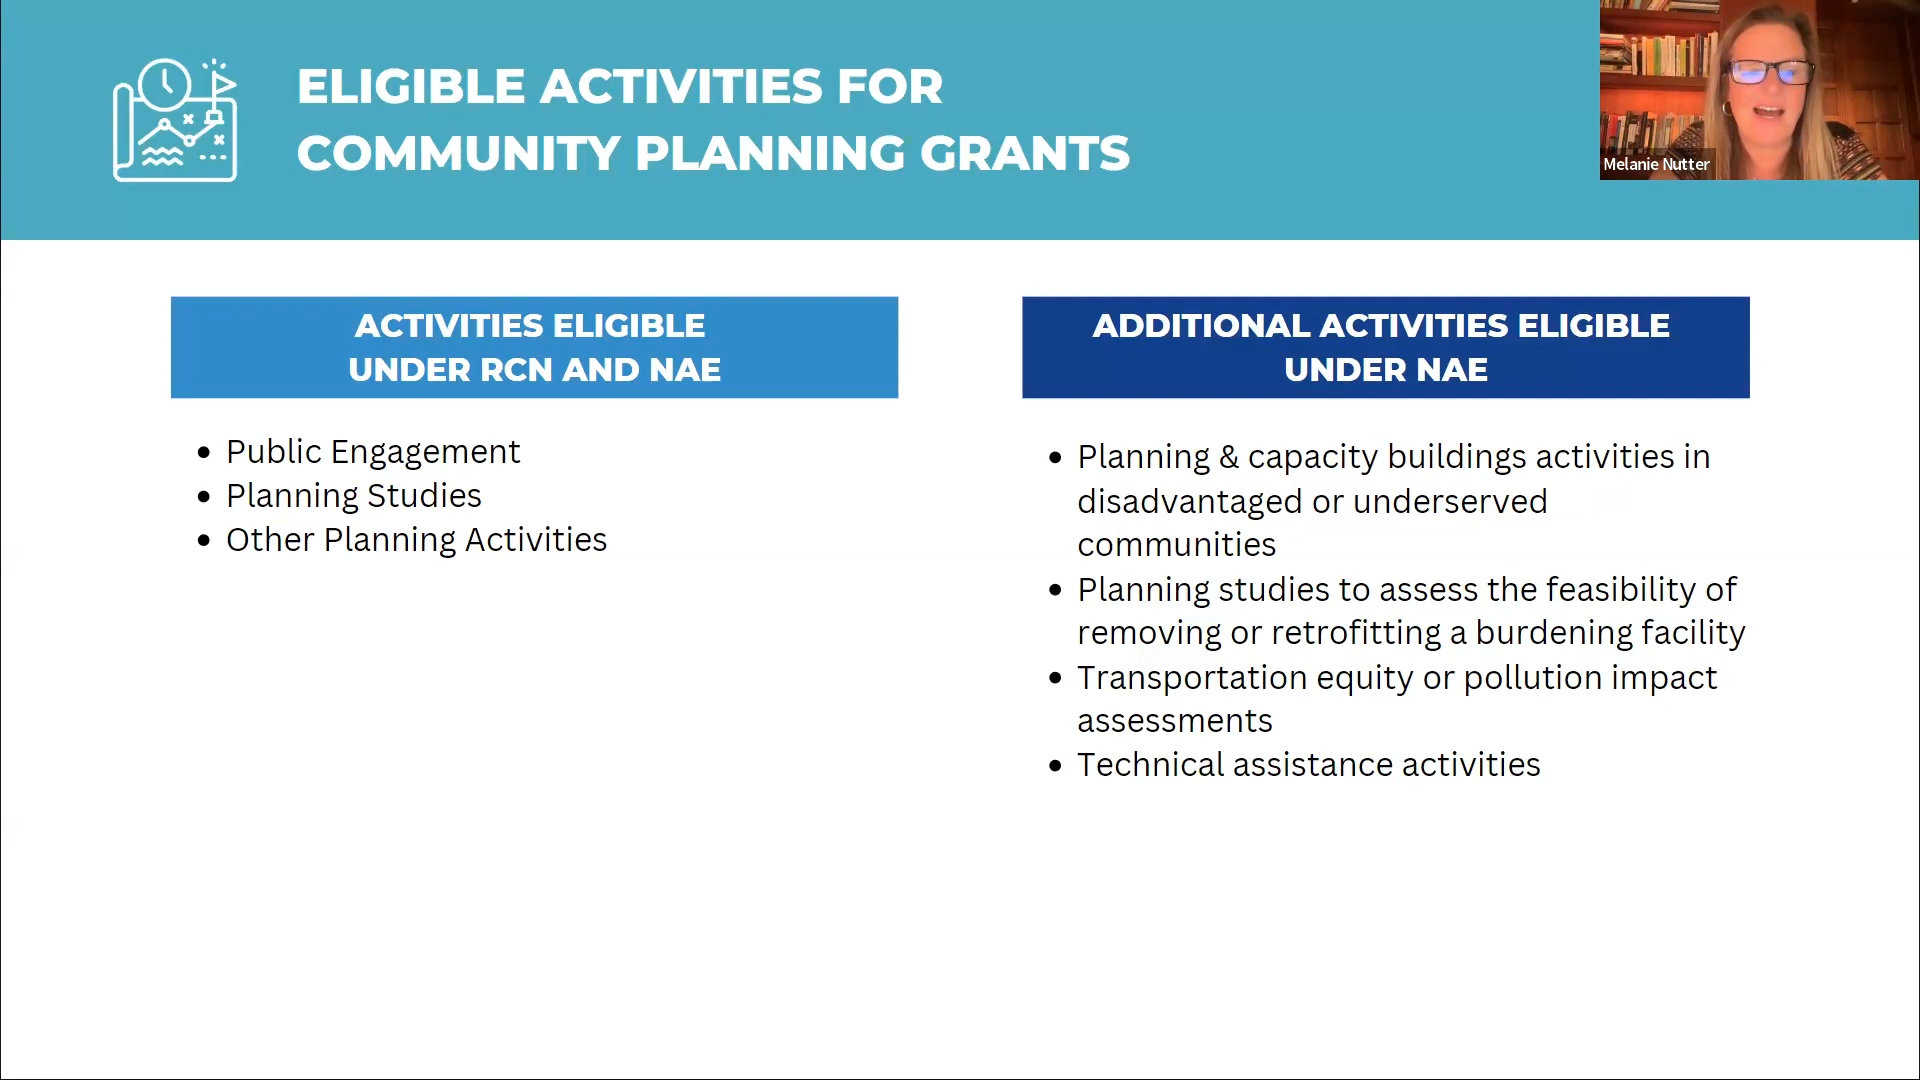 ELIGIBLE ACTIVITIES FOR
COMMUNITY PLANNING GRANTS
Melanie Nutter
ACTIVITIES ELIGIBLE
UNDER RCN AND NAE
• Public Engagement
• Planning Studies
• Other Planning Activities
ADDITIONAL ACTIVITIES ELIGIBLE
UNDER NAE
• Planning & capacity buildings activities in
disadvantaged or underserved
communities
• Planning studies to assess the feasibility of
removing or retrofitting a burdening facility
• Transportation equity or pollution impact
assessments
• Technical assistance activities